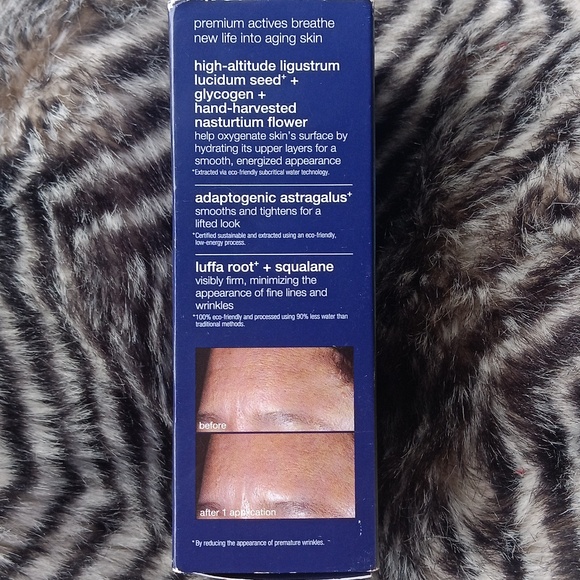 premium actives breathe
new life into aging skin
high-altitude ligustrum
lucidum seed⁺ +
glycogen +
hand-harvested
nasturtium flower
help oxygenate skin's surface by
hydrating its upper layers for a
smooth, energized appearance
⁺Extracted via eco-friendly subcritical water technology.
adaptogenic astragalus⁺
smooths and tightens for a
lifted look
⁺Certified sustainable and extracted using an eco-friendly,
low-energy process.
luffa root⁺ + squalane
visibly firm, minimizing the
appearance of fine lines and
wrinkles
⁺100% eco-friendly and processed using 90% less water than
traditional methods.
before
after 1 application
* By reducing the appearance of premature wrinkles.